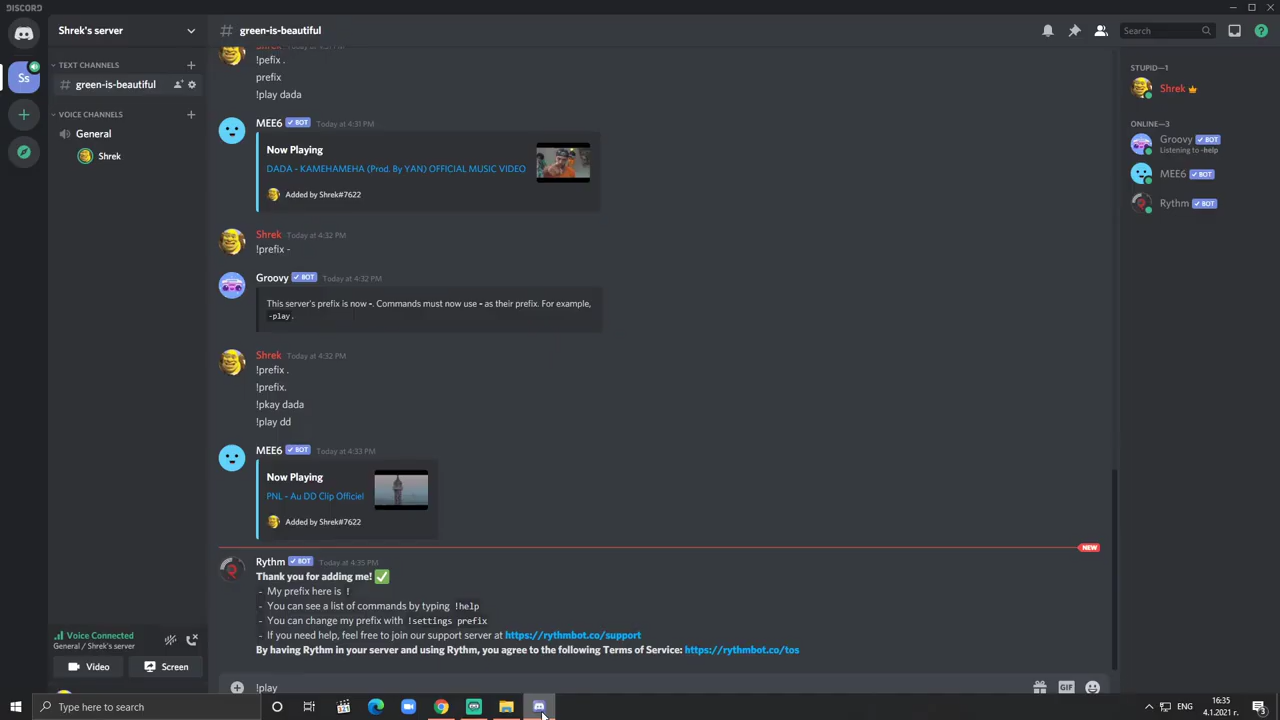 DISCORD
Shrek's server
green-is-beautiful
Search
TEXT CHANNELS
green-is-beautiful
VOICE CHANNELS
General
Shrek
Ss
Shrek Today at 4:31 PM
!pefix .
prefix
!play dada
MEE6 BOT Today at 4:31 PM
Now Playing
DADA - KAMEHAMEHA (Prod. By YAN) OFFICIAL MUSIC VIDEO
Added by Shrek#7622
Shrek Today at 4:32 PM
!prefix -
Groovy BOT Today at 4:32 PM
This server's prefix is now -. Commands must now use - as their prefix. For example,
-play.
Shrek Today at 4:32 PM
!prefix .
!prefix.
!pkay dada
!play dd
MEE6 BOT Today at 4:33 PM
Now Playing
PNL - Au DD Clip Officiel
Added by Shrek#7622
NEW
Rythm BOT Today at 4:35 PM
Thank you for adding me!
- My prefix here is !
- You can see a list of commands by typing !help
- You can change my prefix with !settings prefix
- If you need help, feel free to join our support server at https://rythmbot.co/support
By having Rythm in your server and using Rythm, you agree to the following Terms of Service: https://rythmbot.co/tos
!play
GIF
STUPID—1
Shrek
ONLINE—3
Groovy BOT
Listening to -help
MEE6 BOT
Rythm BOT
Voice Connected
General / Shrek's server
Video
Screen
Type here to search
ENG
16:35
4.1.2021 г.
3